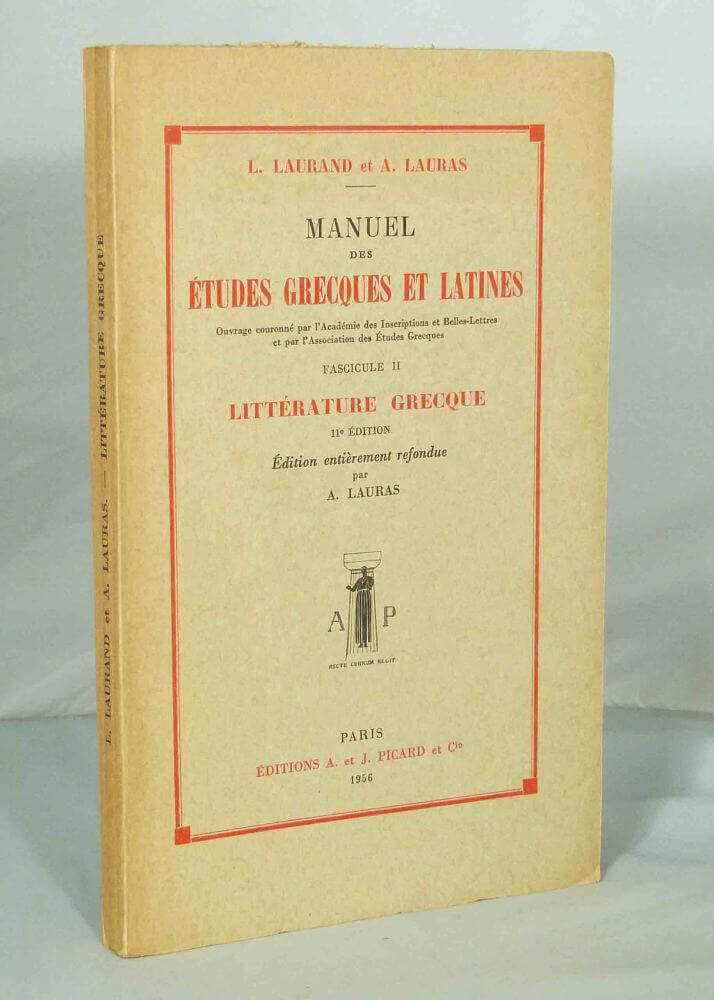 L. LAURAND et A. LAURAS
MANUEL
DES
ÉTUDES GRECQUES ET LATINES
Ouvrage couronné par l'Académie des Inscriptions et Belles-Lettres
et par l'Association des Études Grecques
FASCICULE II
LITTÉRATURE GRECQUE
11e ÉDITION
Édition entièrement refondue
par
A. LAURAS
A P
RECTE CURRUM REGIT
PARIS
ÉDITIONS A. et J. PICARD et Cie
1956
L. LAURAND et A. LAURAS. — LITTÉRATURE GRECQUE